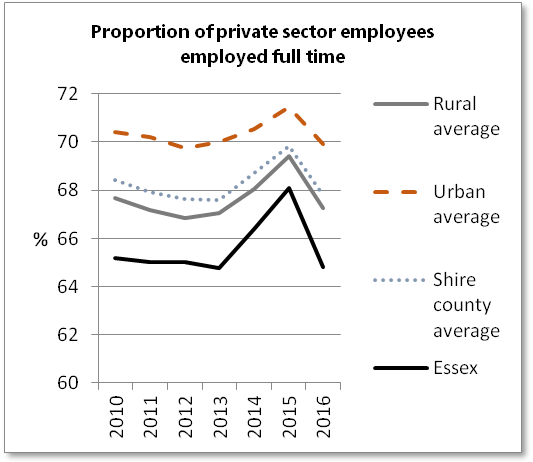 Proportion of private sector employees
employed full time
72
70
68
66
64
62
60
%
2010
2011
2012
2013
2014
2015
2016
Rural
average
Urban
average
Shire
county
average
Essex